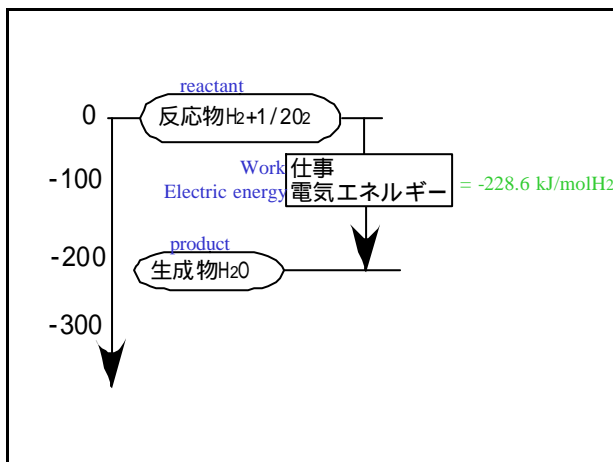 reactant
0 反応物H2+1/2O2
-100
Work 仕事
Electric energy 電気エネルギー = -228.6 kJ/molH2
product
-200
生成物H2O
-300